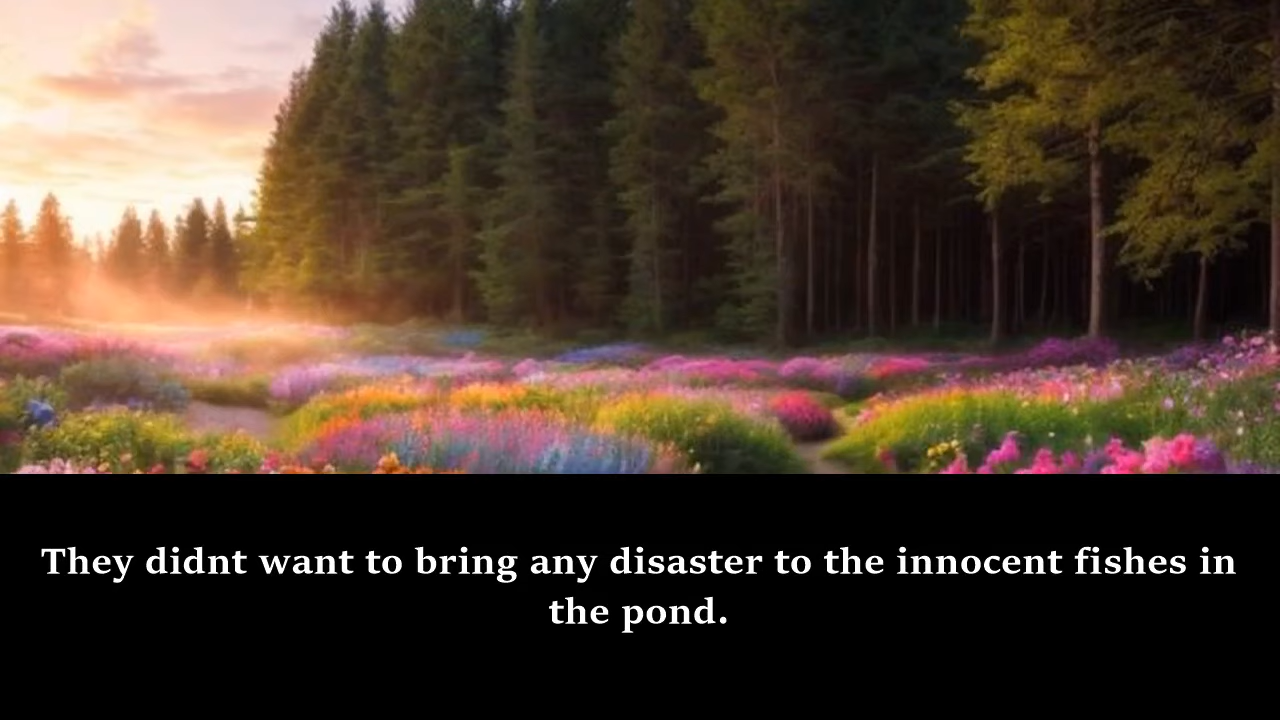 They didnt want to bring any disaster to the innocent fishes in
the pond.